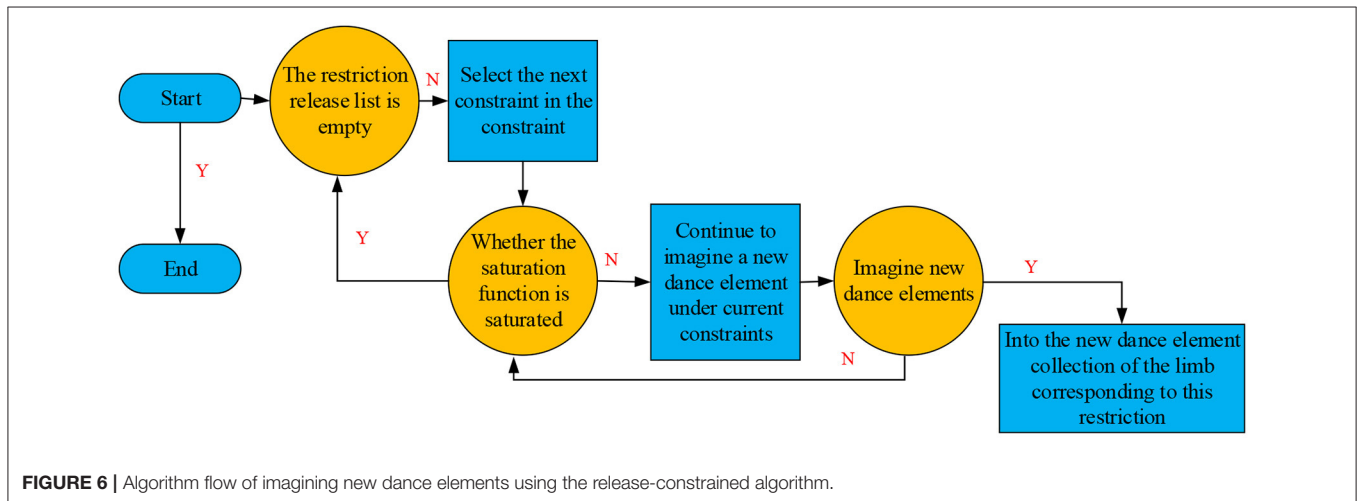 Start
Y
End
The restriction
release list is
empty
N
Select the next
constraint in the
constraint
Y
Whether the
saturation
function is
saturated
N
Continue to
imagine a new
dance element
under current
constraints
Imagine new
dance elements
N
Y
Into the new dance element
collection of the limb
corresponding to this
restriction
FIGURE 6 | Algorithm flow of imagining new dance elements using the release-constrained algorithm.